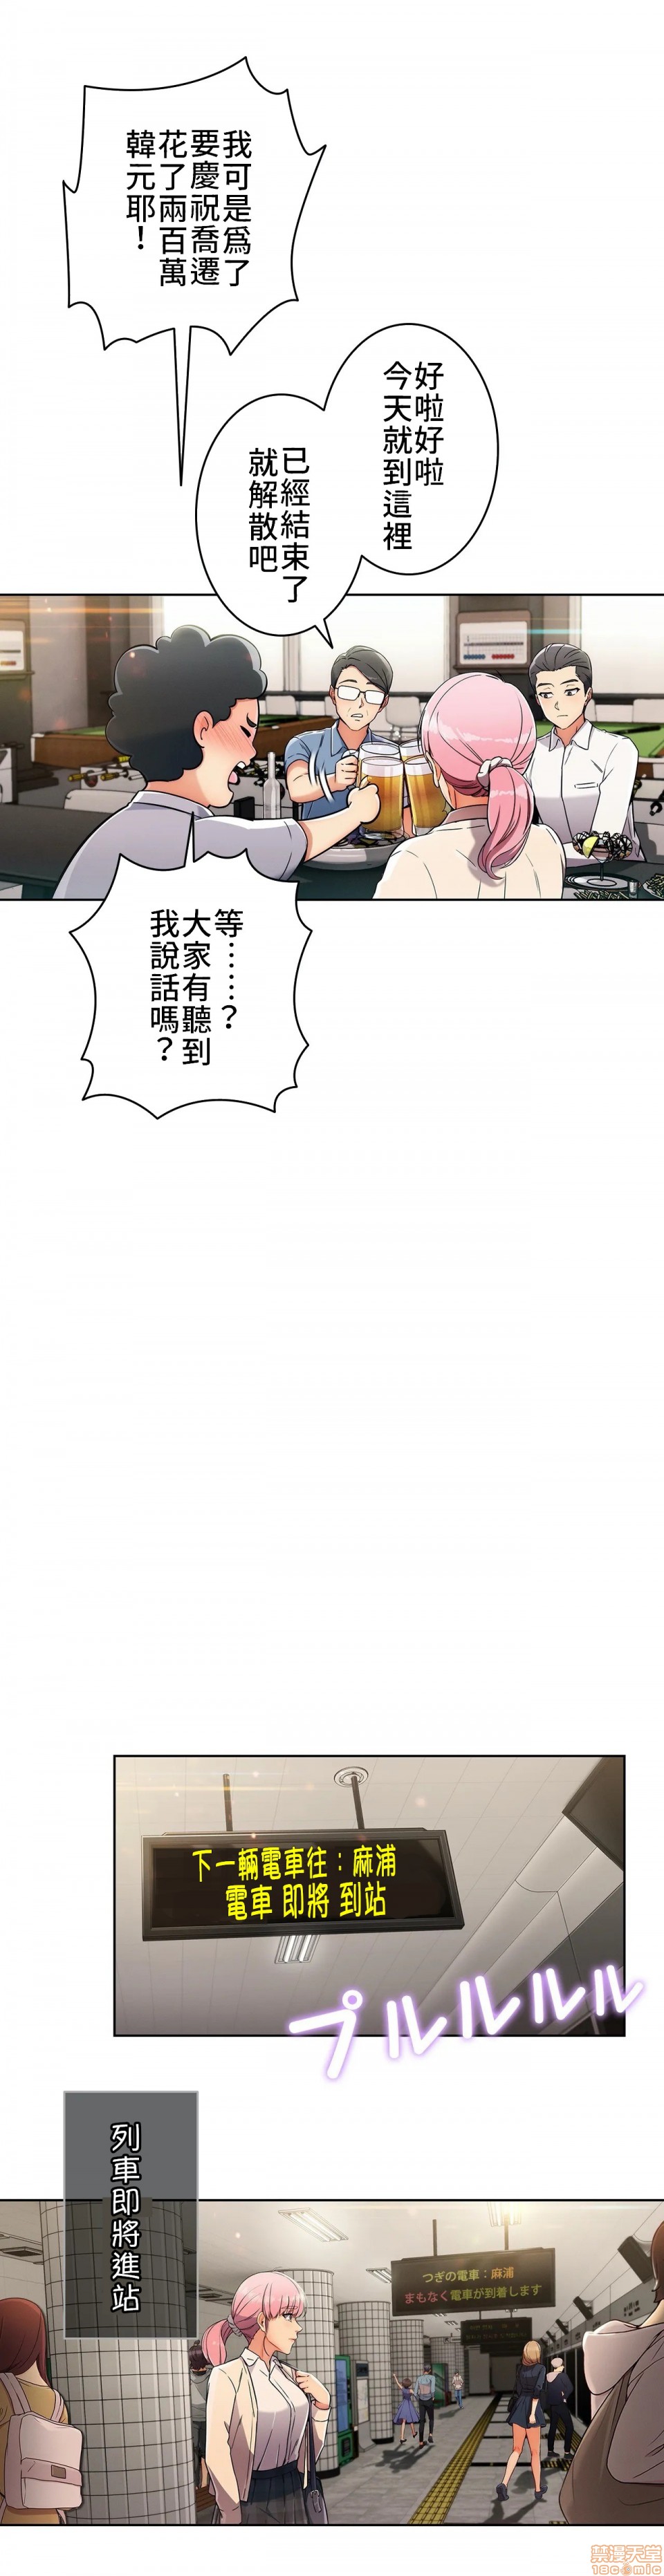 我可是爲了
要慶祝喬遷
花了兩百萬
韓元耶！
好啦好啦
今天就到這裡
已經結束了
就解散吧
等……？
大家有聽到
我說話嗎？
下一輛電車往：麻浦
電車 即將 到站
プルルルル
列車即將進站
つぎの電車：麻浦
まもなく電車が到着します
禁漫天堂
18comic